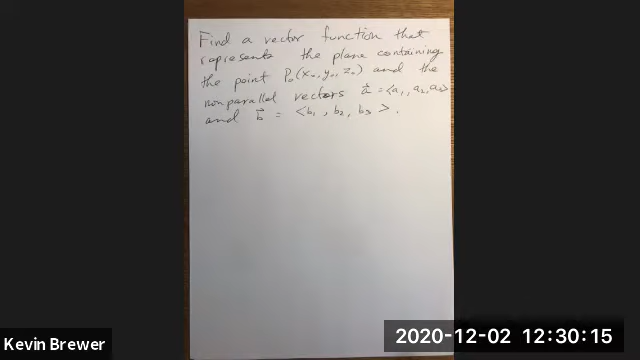 Find a vector function that
represents the plane containing
the point P₀(x₀, y₀, z₀) and the
nonparallel vectors a⃗ = <a₁, a₂, a₃>
and b⃗ = <b₁, b₂, b₃>.
Kevin Brewer
2020-12-02 12:30:15